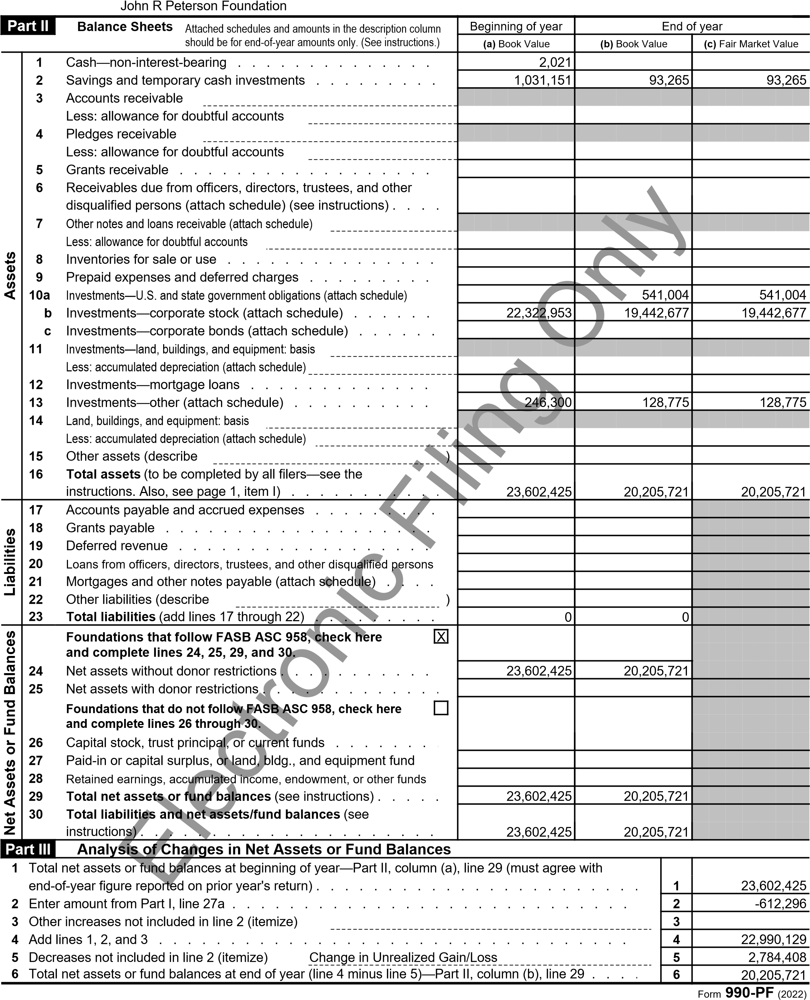 John R Peterson Foundation
Part II Balance Sheets Attached schedules and amounts in the description column should be for end-of-year amounts only. (See instructions.) Beginning of year End of year
(a) Book Value (b) Book Value (c) Fair Market Value
Assets
1 Cash—non-interest-bearing . . . . . . . . . . . . . . 2,021
2 Savings and temporary cash investments . . . . . . . . . 1,031,151 93,265 93,265
3 Accounts receivable
Less: allowance for doubtful accounts
4 Pledges receivable
Less: allowance for doubtful accounts
5 Grants receivable . . . . . . . . . . . . . . . . . .
6 Receivables due from officers, directors, trustees, and other
disqualified persons (attach schedule) (see instructions) . . . .
7 Other notes and loans receivable (attach schedule)
Less: allowance for doubtful accounts
8 Inventories for sale or use . . . . . . . . . . . . . . .
9 Prepaid expenses and deferred charges . . . . . . . . .
10a Investments—U.S. and state government obligations (attach schedule) 541,004 541,004
b Investments—corporate stock (attach schedule) . . . . . . 22,322,953 19,442,677 19,442,677
c Investments—corporate bonds (attach schedule) . . . . . .
11 Investments—land, buildings, and equipment: basis
Less: accumulated depreciation (attach schedule)
12 Investments—mortgage loans . . . . . . . . . . . . .
13 Investments—other (attach schedule) . . . . . . . . . . 246,300 128,775 128,775
14 Land, buildings, and equipment: basis
Less: accumulated depreciation (attach schedule)
15 Other assets (describe )
16 Total assets (to be completed by all filers—see the
instructions. Also, see page 1, item I) . . . . . . . . . . . 23,602,425 20,205,721 20,205,721
Liabilities
17 Accounts payable and accrued expenses . . . . . . . . .
18 Grants payable . . . . . . . . . . . . . . . . . . .
19 Deferred revenue . . . . . . . . . . . . . . . . . .
20 Loans from officers, directors, trustees, and other disqualified persons
21 Mortgages and other notes payable (attach schedule) . . . .
22 Other liabilities (describe )
23 Total liabilities (add lines 17 through 22) . . . . . . . . . 0 0
Net Assets or Fund Balances
Foundations that follow FASB ASC 958, check here X
and complete lines 24, 25, 29, and 30.
24 Net assets without donor restrictions . . . . . . . . . . . 23,602,425 20,205,721
25 Net assets with donor restrictions . . . . . . . . . . . . .
Foundations that do not follow FASB ASC 958, check here
and complete lines 26 through 30.
26 Capital stock, trust principal, or current funds . . . . . . . .
27 Paid-in or capital surplus, or land, bldg., and equipment fund
28 Retained earnings, accumulated income, endowment, or other funds
29 Total net assets or fund balances (see instructions) . . . . . 23,602,425 20,205,721
30 Total liabilities and net assets/fund balances (see
instructions) . . . . . . . . . . . . . . . . . . . . . 23,602,425 20,205,721
Part III Analysis of Changes in Net Assets or Fund Balances
1 Total net assets or fund balances at beginning of year—Part II, column (a), line 29 (must agree with
end-of-year figure reported on prior year's return) . . . . . . . . . . . . . . . . . . . . . . . 1 23,602,425
2 Enter amount from Part I, line 27a . . . . . . . . . . . . . . . . . . . . . . . . . . . . 2 -612,296
3 Other increases not included in line 2 (itemize) 3
4 Add lines 1, 2, and 3 . . . . . . . . . . . . . . . . . . . . . . . . . . . . . . . . . 4 22,990,129
5 Decreases not included in line 2 (itemize) Change in Unrealized Gain/Loss 5 2,784,408
6 Total net assets or fund balances at end of year (line 4 minus line 5)—Part II, column (b), line 29 . . . . 6 20,205,721
Form 990-PF (2022)
Electronic Filing Only